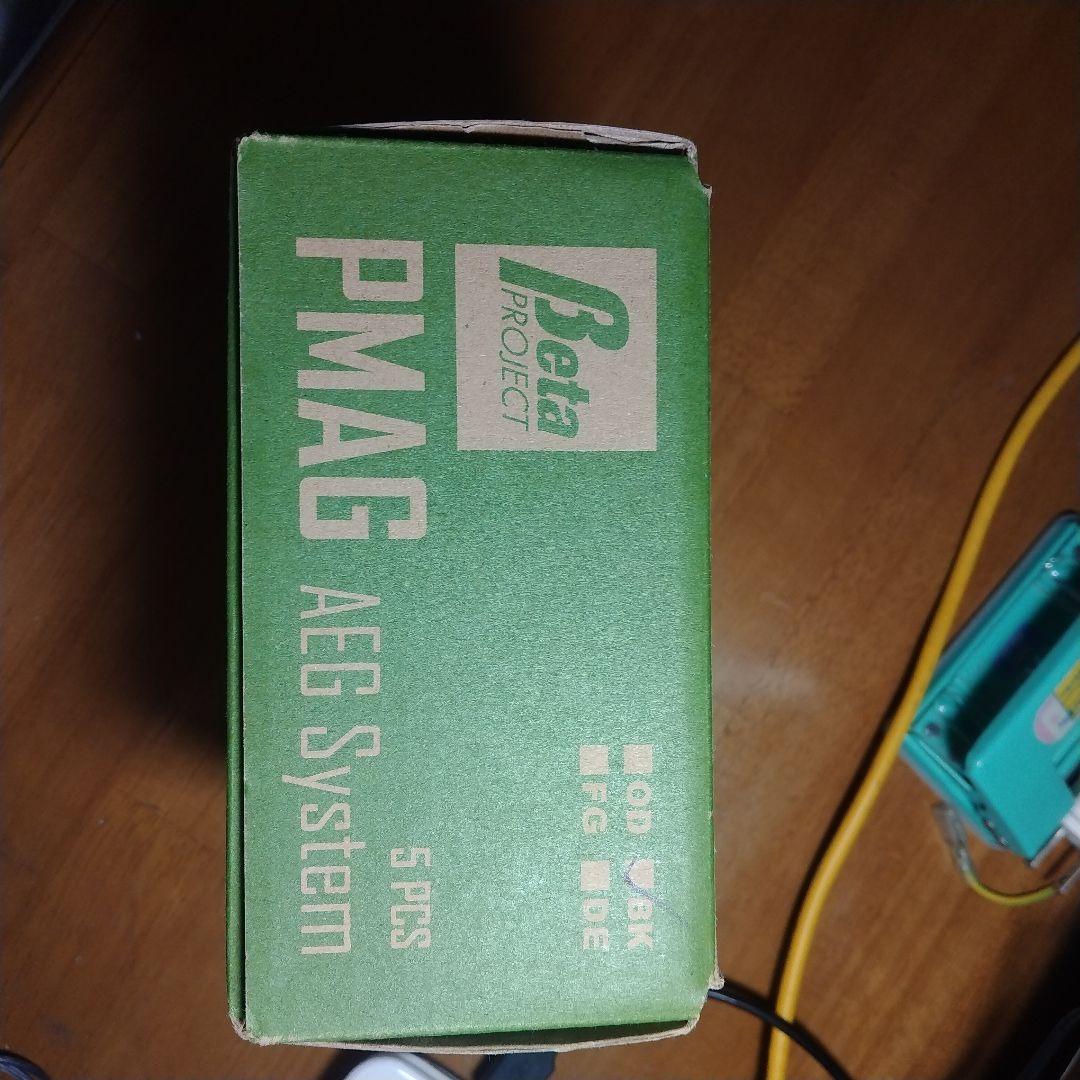 Beta
PROJECT
OD BK
FG DE
5 PCS
PMAG AEG System